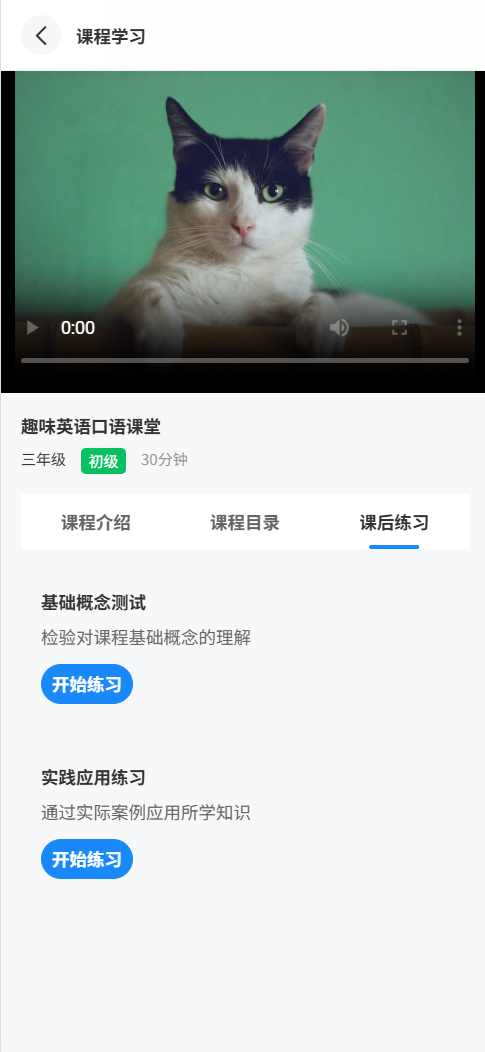 课程学习
0:00
趣味英语口语课堂
三年级 初级 30分钟
课程介绍 课程目录 课后练习
基础概念测试
检验对课程基础概念的理解
开始练习
实践应用练习
通过实际案例应用所学知识
开始练习